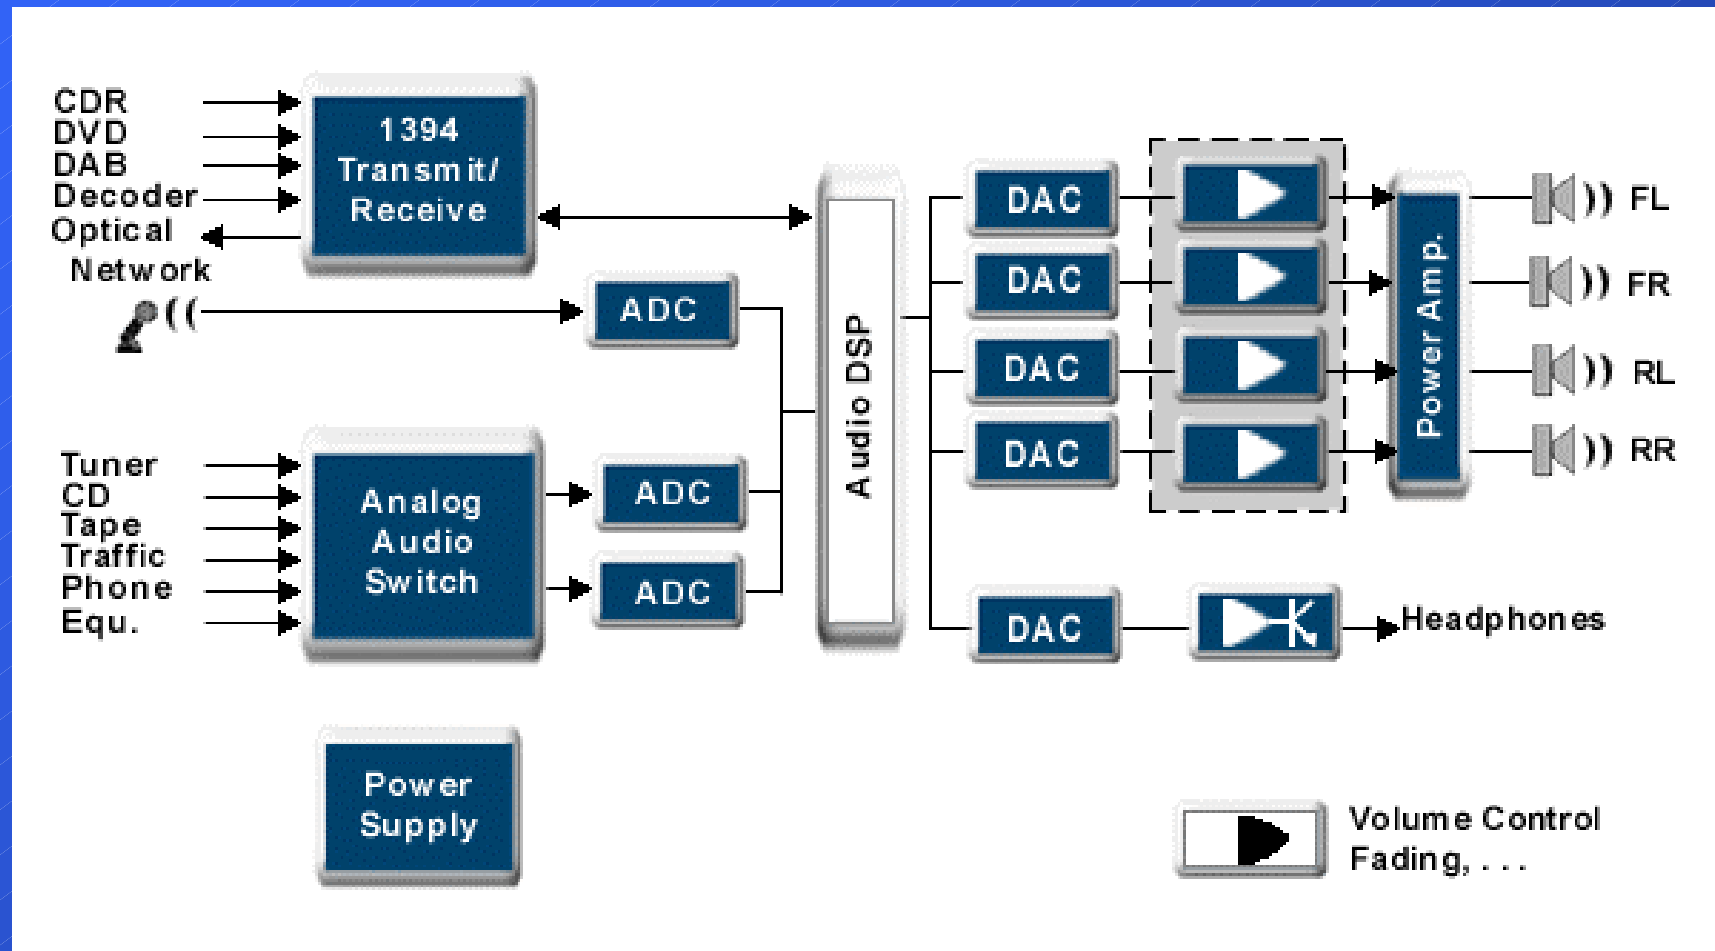 CDR
DVD
DAB
Decoder
Optical
Network
1394
Transmit/
Receive
ADC
Tuner
CD
Tape
Traffic
Phone
Equ.
Analog
Audio
Switch
ADC
ADC
Audio DSP
DAC
DAC
DAC
DAC
DAC
Power Amp.
FL
FR
RL
RR
Headphones
Power
Supply
Volume Control
Fading, . . .